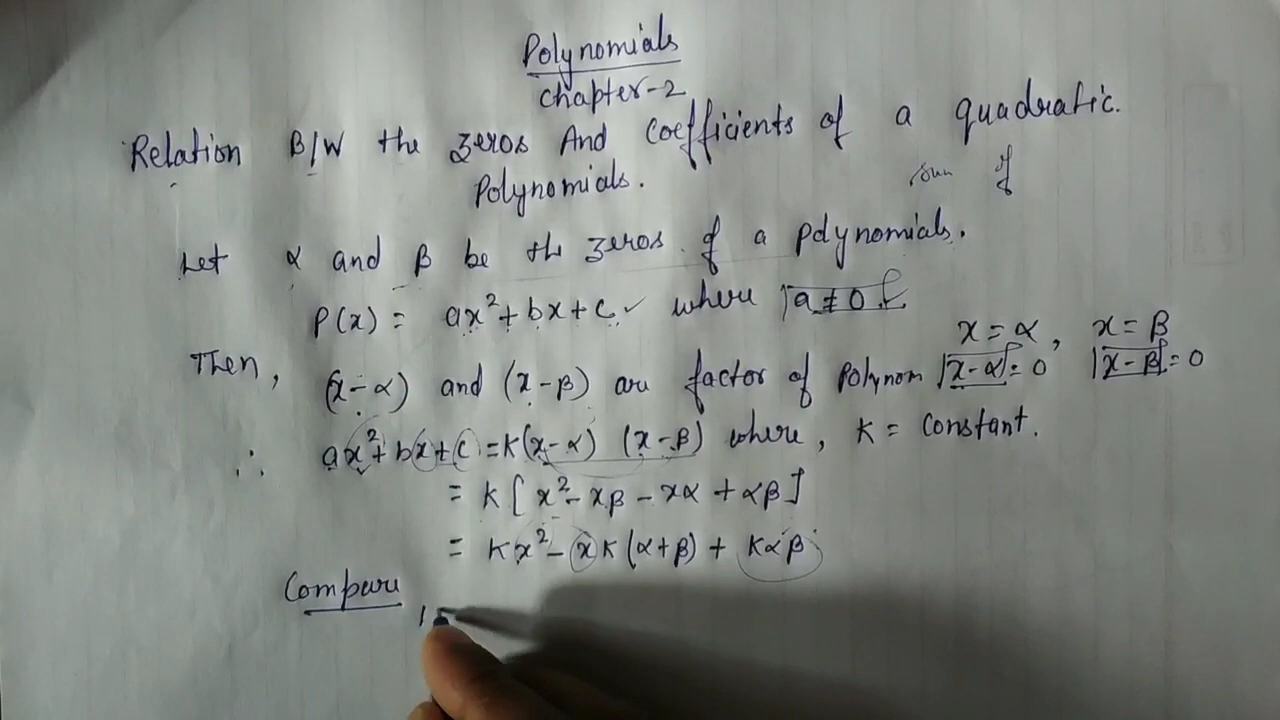 Polynomials
chapter-2
Relation B/W the zeros And Coefficients of a quadratic.
Polynomials.
sum of
Let α and β be the zeros of a polynomials.
P(x) = ax²+bx+c, where a ≠ 0
x = α, x = β
Then, (x-α) and (x-β) are factor of Polynom x-α = 0 x-β = 0
∴ ax²+bx+c = K(x-α) (x-β) where, K = Constant.
= K [ x² - xβ - xα + αβ ]
= Kx² - xK(α+β) + Kαβ
Compare